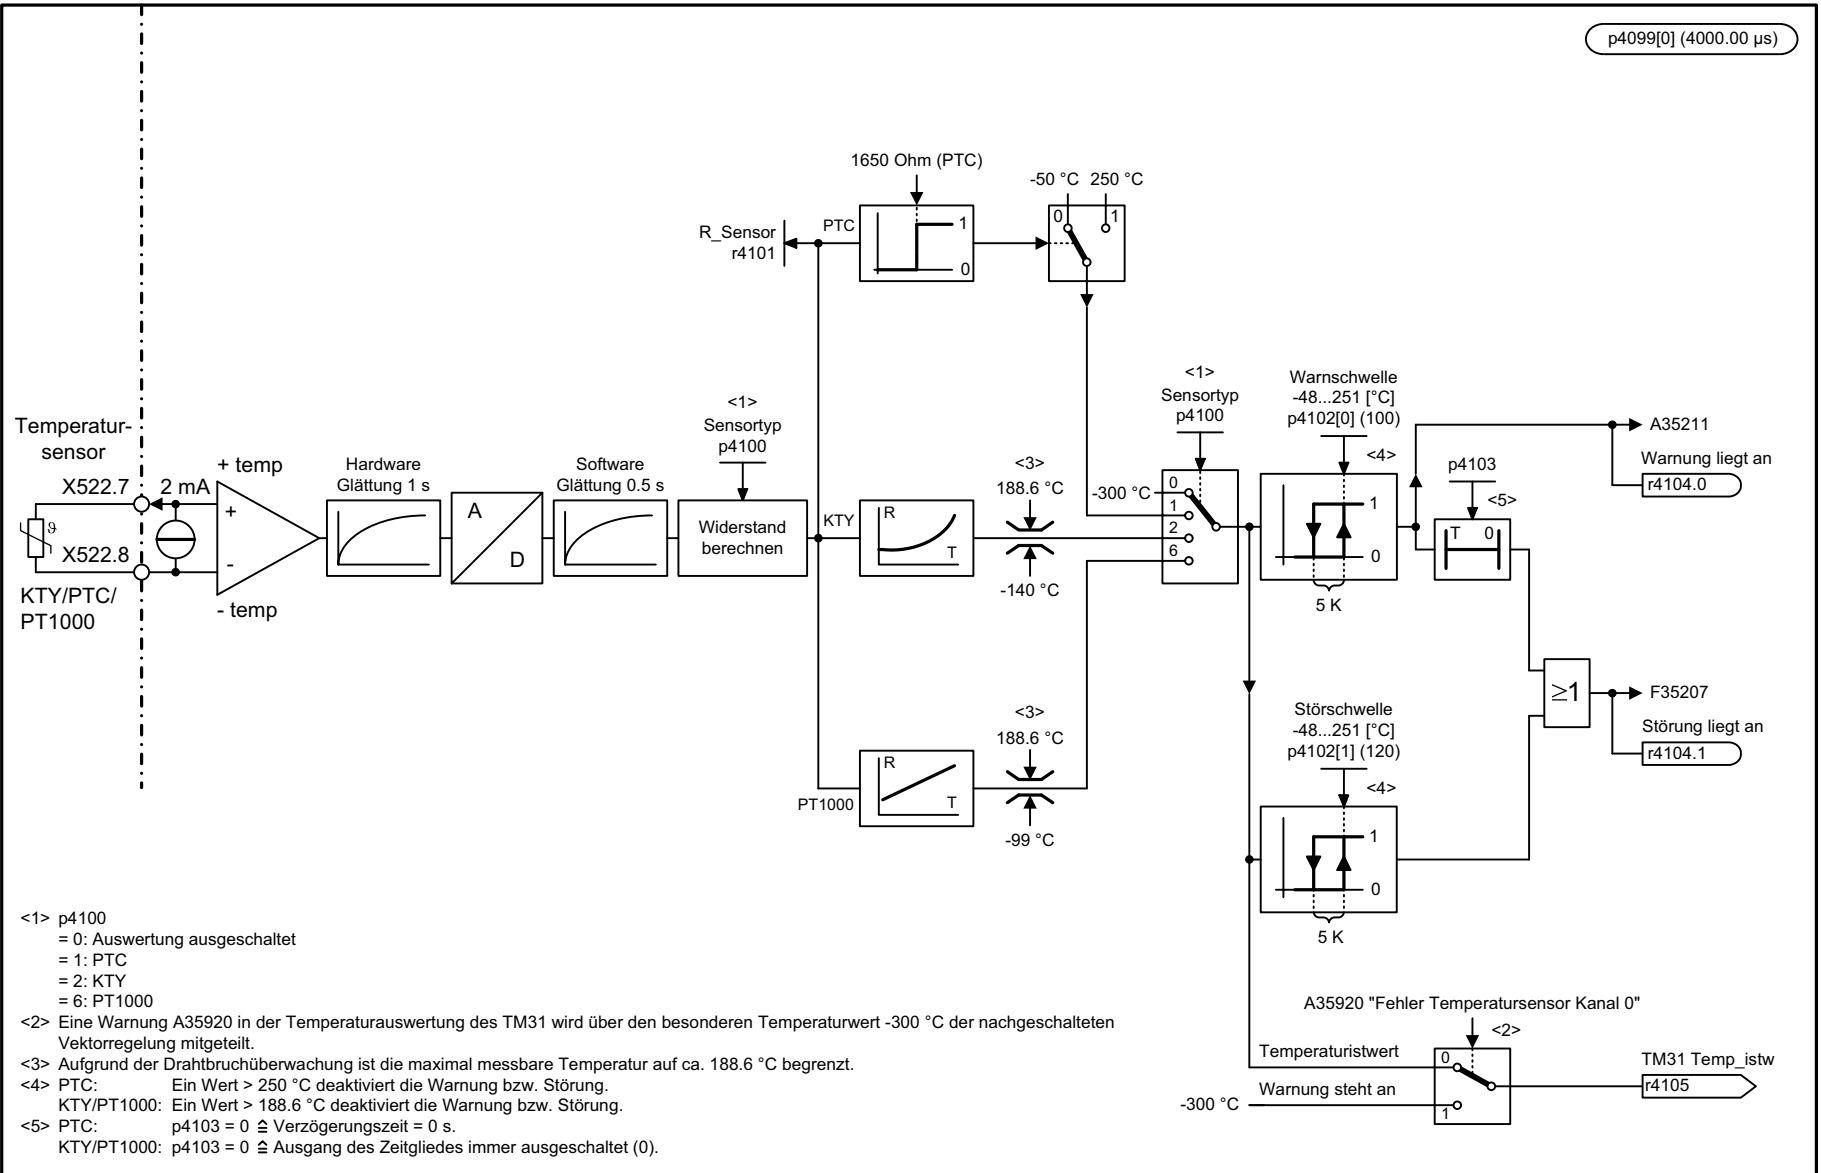 p4099[0] (4000.00 µs)
1650 Ohm (PTC)
-50 °C 250 °C
R_Sensor
r4101
PTC
1
0
0
1
Temperatur-
sensor
X522.7
2 mA
ϑ
X522.8
KTY/PTC/
PT1000
+ temp
+
-
- temp
Hardware
Glättung 1 s
A
D
Software
Glättung 0.5 s
<1>
Sensortyp
p4100
Widerstand
berechnen
KTY
R
T
<3>
188.6 °C
-140 °C
PT1000
R
T
<3>
188.6 °C
-99 °C
<1>
Sensortyp
p4100
-300 °C
0
1
2
6
Warnschwelle
-48...251 [°C]
p4102[0] (100)
<4>
1
0
5 K
p4103
<5>
T 0
A35211
Warnung liegt an
r4104.0
≥1
F35207
Störung liegt an
r4104.1
Störschwelle
-48...251 [°C]
p4102[1] (120)
<4>
1
0
5 K
A35920 "Fehler Temperatursensor Kanal 0"
<2>
Temperaturistwert
0
Warnung steht an
-300 °C
1
TM31 Temp_istw
r4105
<1> p4100
= 0: Auswertung ausgeschaltet
= 1: PTC
= 2: KTY
= 6: PT1000
<2> Eine Warnung A35920 in der Temperaturauswertung des TM31 wird über den besonderen Temperaturwert -300 °C der nachgeschalteten
Vektorregelung mitgeteilt.
<3> Aufgrund der Drahtbruchüberwachung ist die maximal messbare Temperatur auf ca. 188.6 °C begrenzt.
<4> PTC: Ein Wert > 250 °C deaktiviert die Warnung bzw. Störung.
KTY/PT1000: Ein Wert > 188.6 °C deaktiviert die Warnung bzw. Störung.
<5> PTC: p4103 = 0 ≙ Verzögerungszeit = 0 s.
KTY/PT1000: p4103 = 0 ≙ Ausgang des Zeitgliedes immer ausgeschaltet (0).